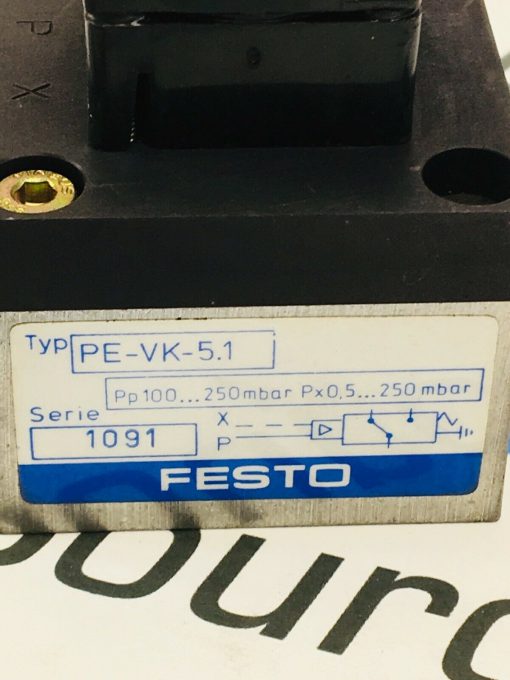 P
X
Typ PE-VK-5.1
Pp100...250mbar Px0,5...250mbar
Serie
1091
X
P
FESTO